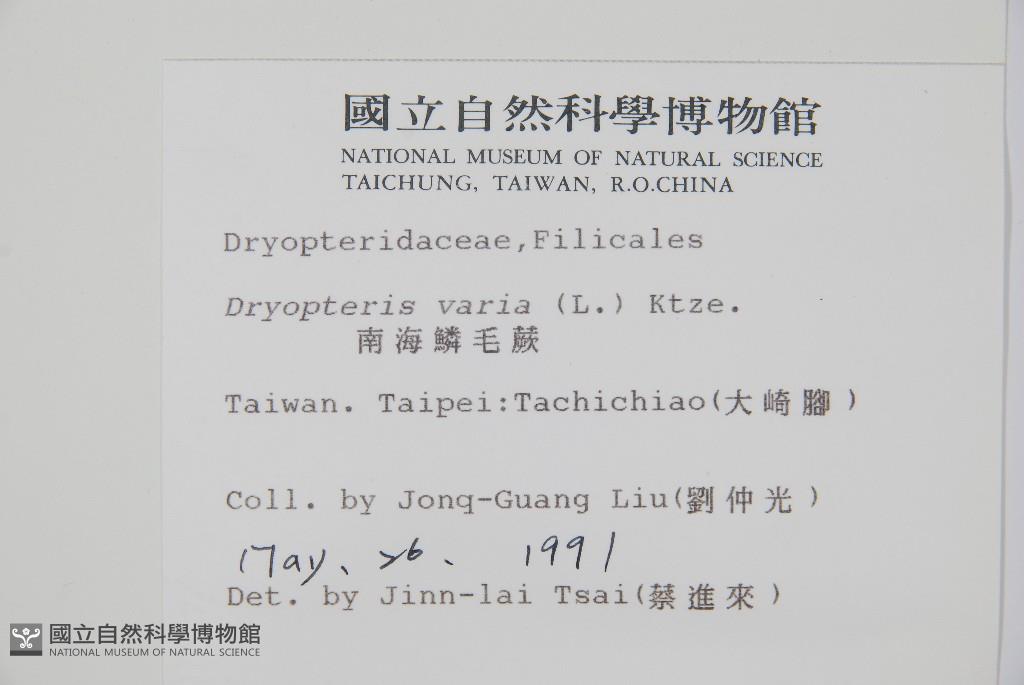 國立自然科學博物館
NATIONAL MUSEUM OF NATURAL SCIENCE
TAICHUNG, TAIWAN, R.O.CHINA
Dryopteridaceae,Filicales
Dryopteris varia (L.) Ktze.
南海鱗毛蕨
Taiwan. Taipei:Tachichiao(大崎腳)
Coll. by Jonq-Guang Liu(劉仲光)
May、26、 1991
Det. by Jinn-lai Tsai(蔡進來)
國立自然科學博物館
NATIONAL MUSEUM OF NATURAL SCIENCE